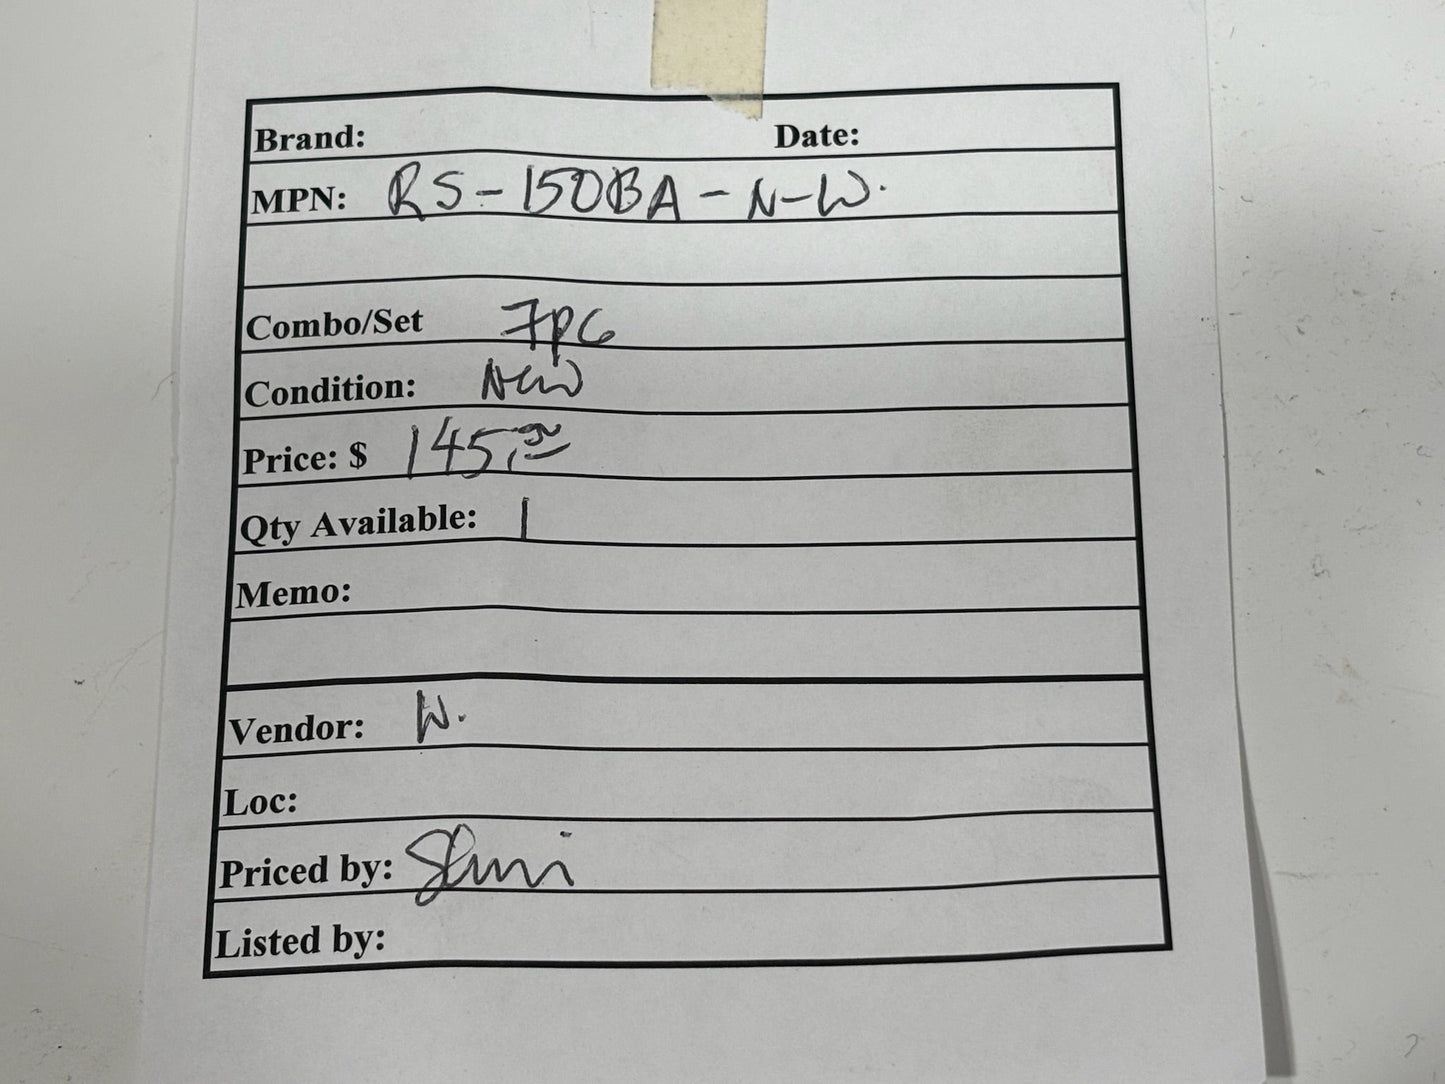 Brand: Date:
MPN: RS-150BA-N-W.
Combo/Set 7pc
Condition: New
Price: $ 145.00
Qty Available: 1
Memo:
Vendor: W.
Loc:
Priced by:
Listed by: